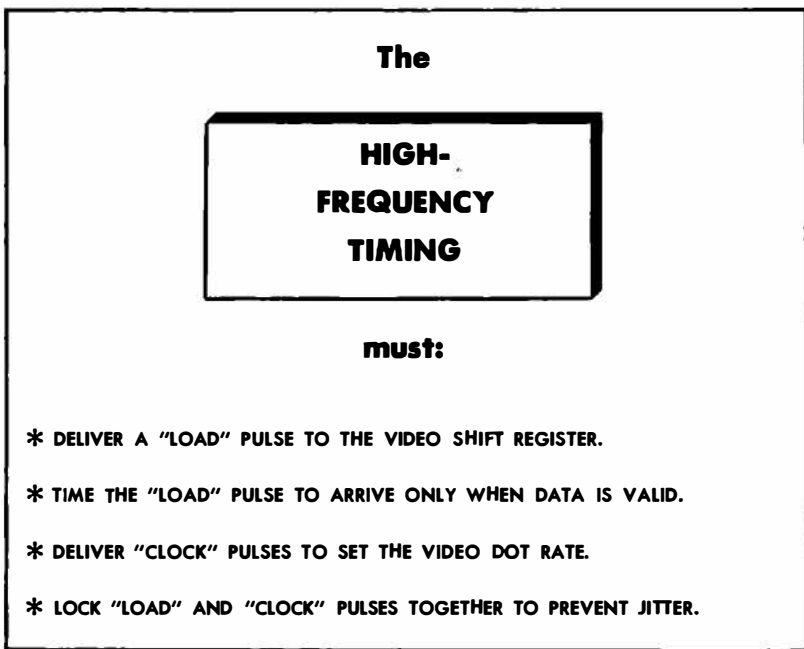 The
HIGH-
FREQUENCY
TIMING
must:
* DELIVER A "LOAD" PULSE TO THE VIDEO SHIFT REGISTER.
* TIME THE "LOAD" PULSE TO ARRIVE ONLY WHEN DATA IS VALID.
* DELIVER "CLOCK" PULSES TO SET THE VIDEO DOT RATE.
* LOCK "LOAD" AND "CLOCK" PULSES TOGETHER TO PREVENT JITTER.